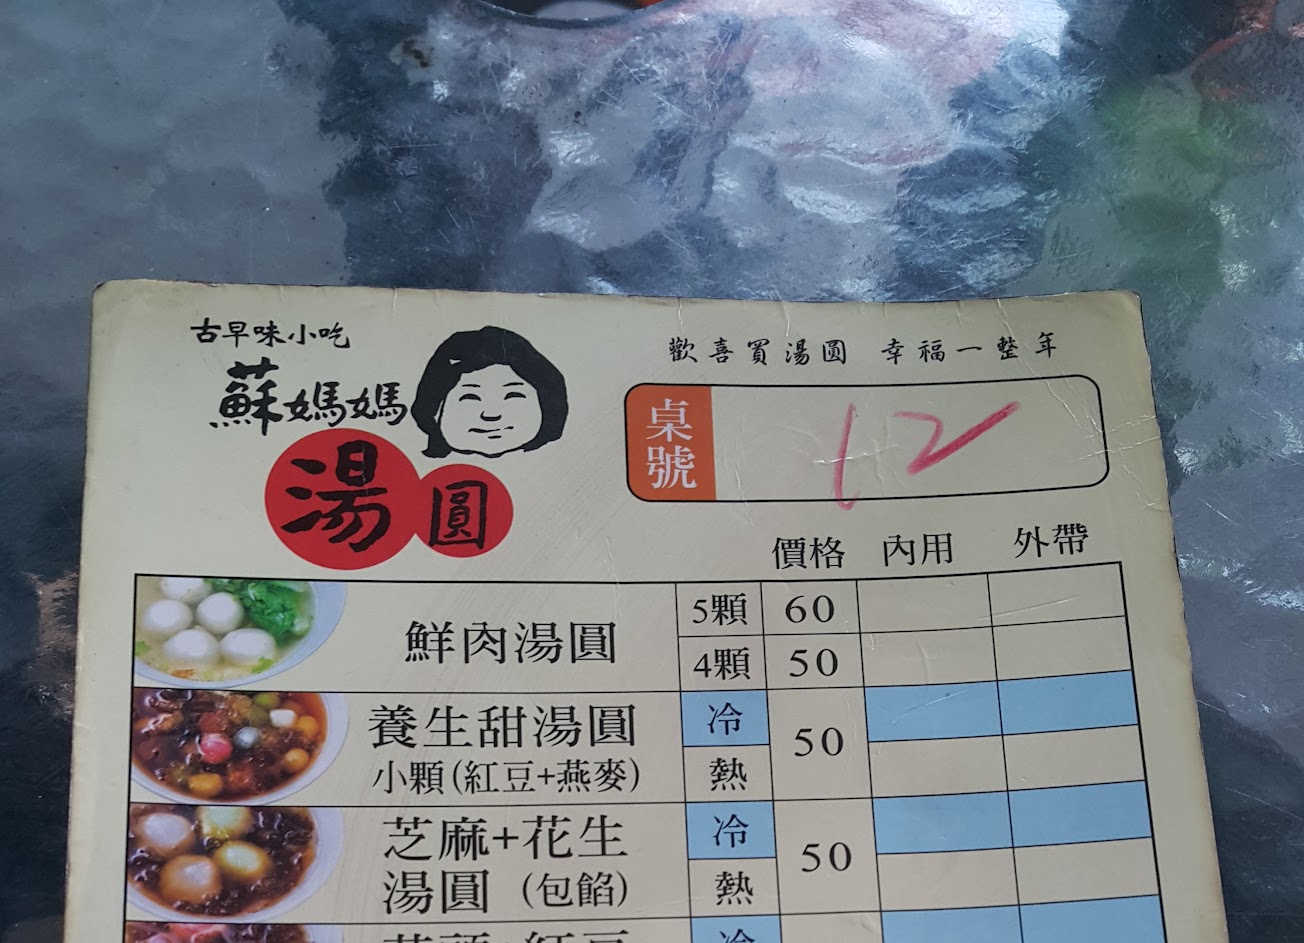 古早味小吃
蘇媽媽
湯圓
歡喜買湯圓 幸福一整年
桌號 12
價格 內用 外帶
鮮肉湯圓
5顆 60
4顆 50
養生甜湯圓
小顆(紅豆+燕麥)
冷
熱
50
芝麻+花生
湯圓 (包餡)
冷
熱
50